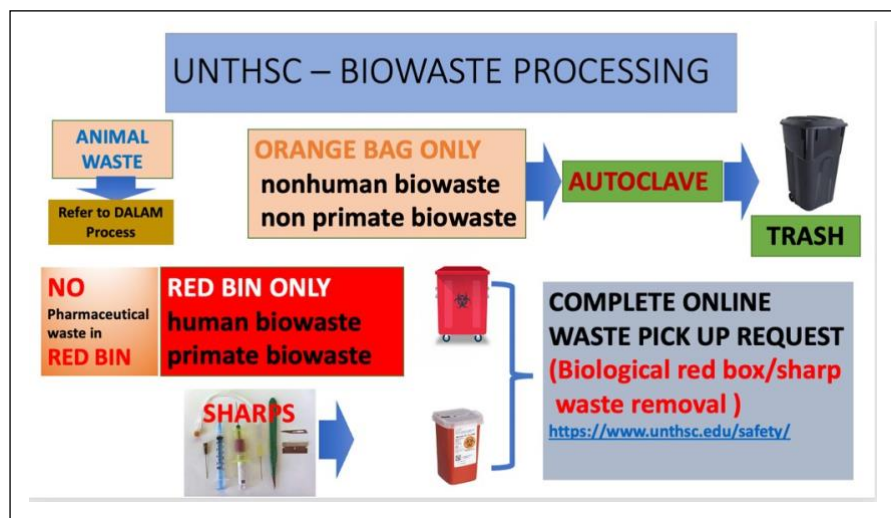 UNTHSC – BIOWASTE PROCESSING
ANIMAL
WASTE
Refer to DALAM
Process
ORANGE BAG ONLY
nonhuman biowaste
non primate biowaste
AUTOCLAVE
TRASH
NO
Pharmaceutical
waste in
RED BIN
RED BIN ONLY
human biowaste
primate biowaste
SHARPS
COMPLETE ONLINE
WASTE PICK UP REQUEST
(Biological red box/sharp
waste removal )
https://www.unthsc.edu/safety/